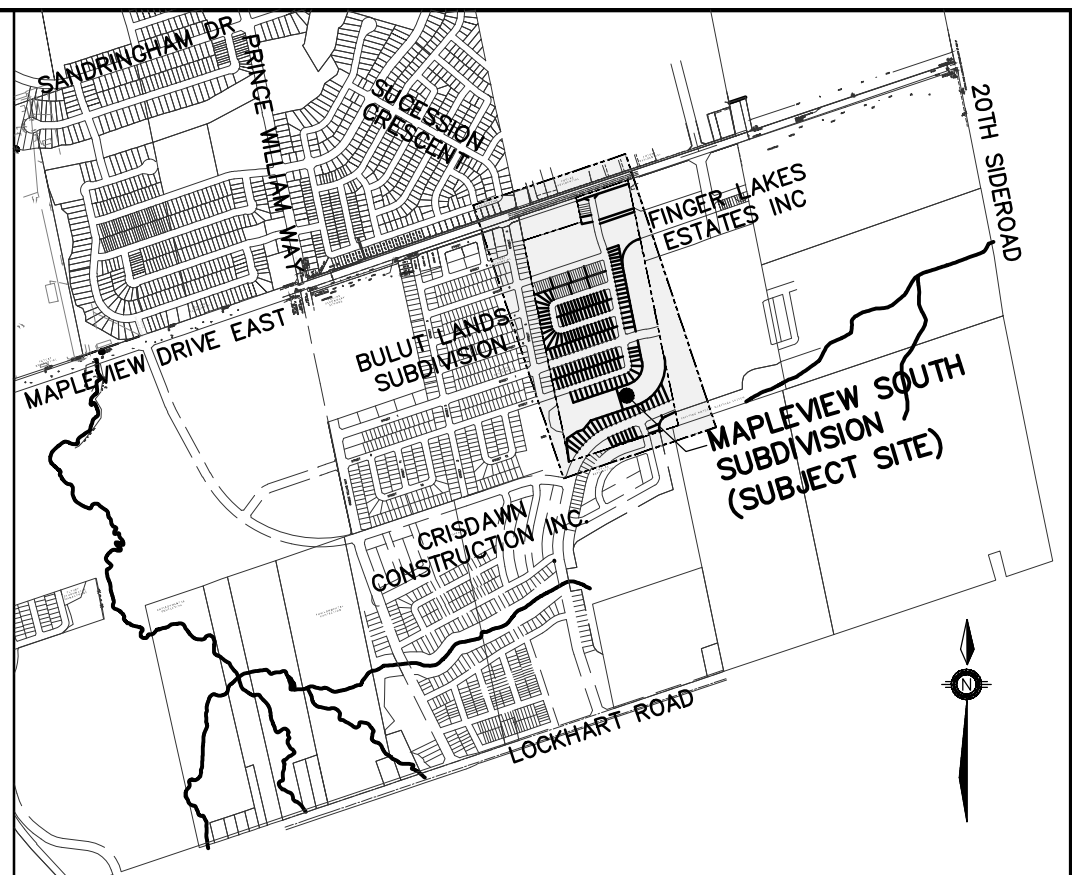 SANDRINGHAM DR
PRINCE WILLIAM WAY
SUCESSION
CRESCENT
20TH SIDEROAD
FINGER LAKES
ESTATES INC
MAPLEVIEW DRIVE EAST
BULUT LANDS
SUBDIVISION
MAPLEVIEW SOUTH
SUBDIVISION
(SUBJECT SITE)
CRISDAWN
CONSTRUCTION INC.
LOCKHART ROAD
N